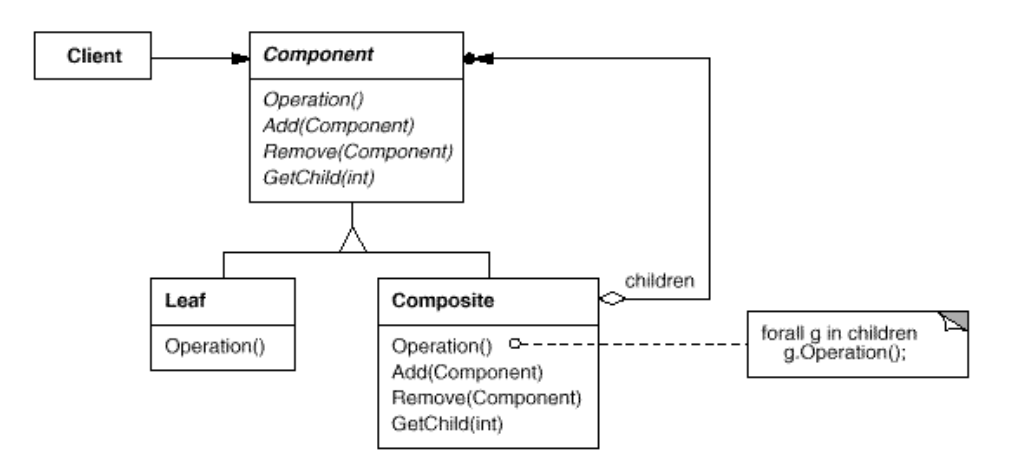 Client
Component
Operation()
Add(Component)
Remove(Component)
GetChild(int)
Leaf
Operation()
Composite
Operation()
Add(Component)
Remove(Component)
GetChild(int)
children
forall g in children
g.Operation();